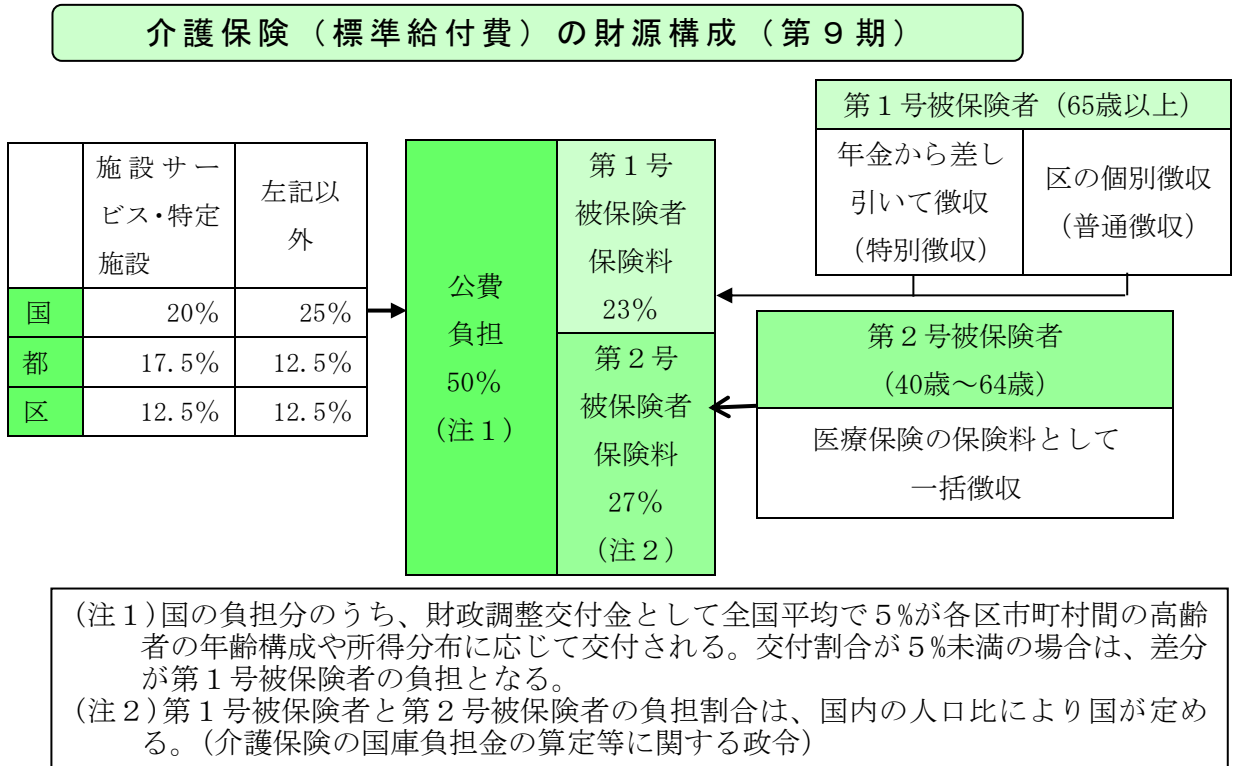 介護保険（標準給付費）の財源構成（第９期）
施設サー
ビス・特定
施設
左記以
外
国
20%
25%
都
17.5%
12.5%
区
12.5%
12.5%
公費
負担
50%
（注１）
第１号
被保険者
保険料
23%
第２号
被保険者
保険料
27%
（注２）
第１号被保険者（65歳以上）
年金から差し
引いて徴収
（特別徴収）
区の個別徴収
（普通徴収）
第２号被保険者
（40歳～64歳）
医療保険の保険料として
一括徴収
（注１）国の負担分のうち、財政調整交付金として全国平均で５%が各区市町村間の高齢
者の年齢構成や所得分布に応じて交付される。交付割合が５%未満の場合は、差分
が第１号被保険者の負担となる。
（注２）第１号被保険者と第２号被保険者の負担割合は、国内の人口比により国が定め
る。（介護保険の国庫負担金の算定等に関する政令）